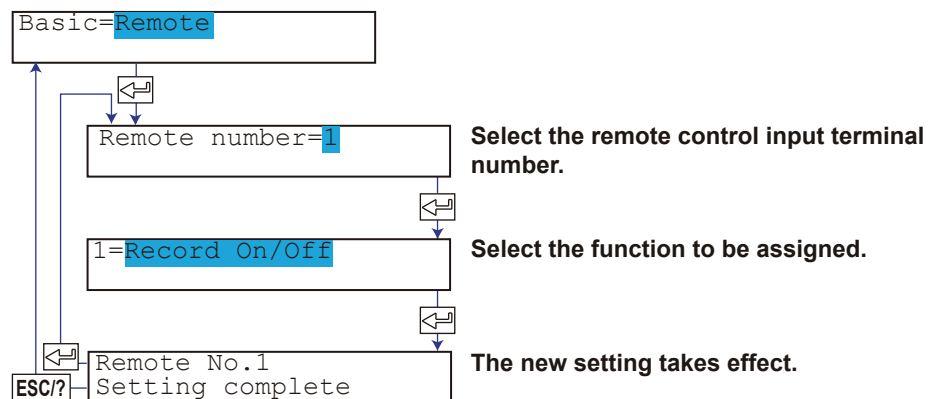 Basic=Remote
Remote number=1
Select the remote control input terminal
number.
1=Record On/Off
Select the function to be assigned.
Remote No.1
Setting complete
The new setting takes effect.
ESC/?